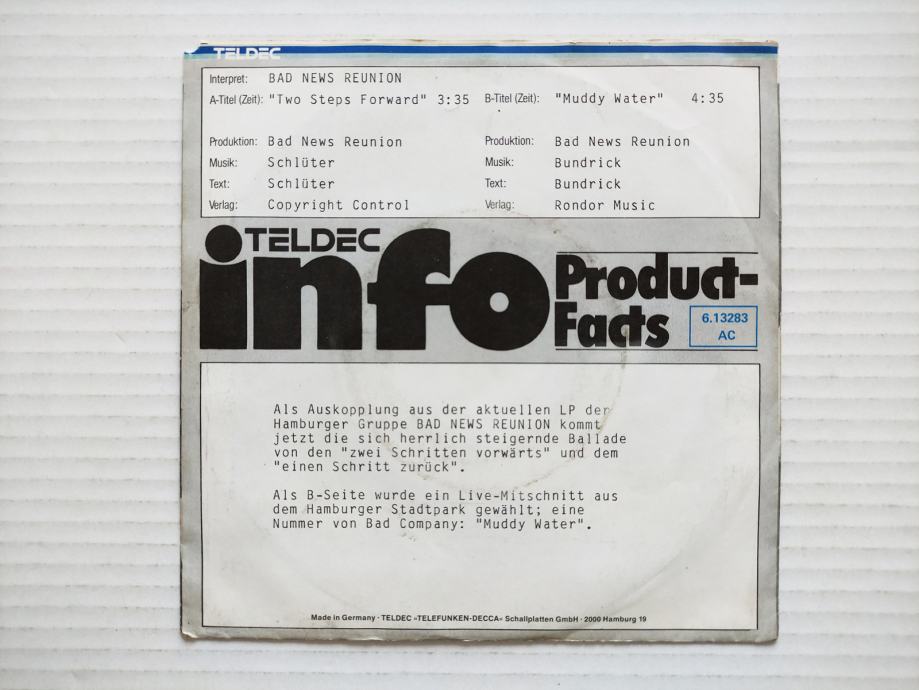 TELDEC
Interpret: BAD NEWS REUNION
A-Titel (Zeit): "Two Steps Forward" 3:35 B-Titel (Zeit): "Muddy Water" 4:35
Produktion: Bad News Reunion Produktion: Bad News Reunion
Musik: Schlüter Musik: Bundrick
Text: Schlüter Text: Bundrick
Verlag: Copyright Control Verlag: Rondor Music
TELDEC
info
Product-
Facts
6.13283
AC
Als Auskopplung aus der aktuellen LP der
Hamburger Gruppe BAD NEWS REUNION kommt
jetzt die sich herrlich steigernde Ballade
von den "zwei Schritten vorwärts" und dem
"einen Schritt zurück".
Als B-Seite wurde ein Live-Mitschnitt aus
dem Hamburger Stadtpark gewählt; eine
Nummer von Bad Company: "Muddy Water".
Made in Germany · TELDEC »TELEFUNKEN-DECCA« Schallplatten GmbH · 2000 Hamburg 19